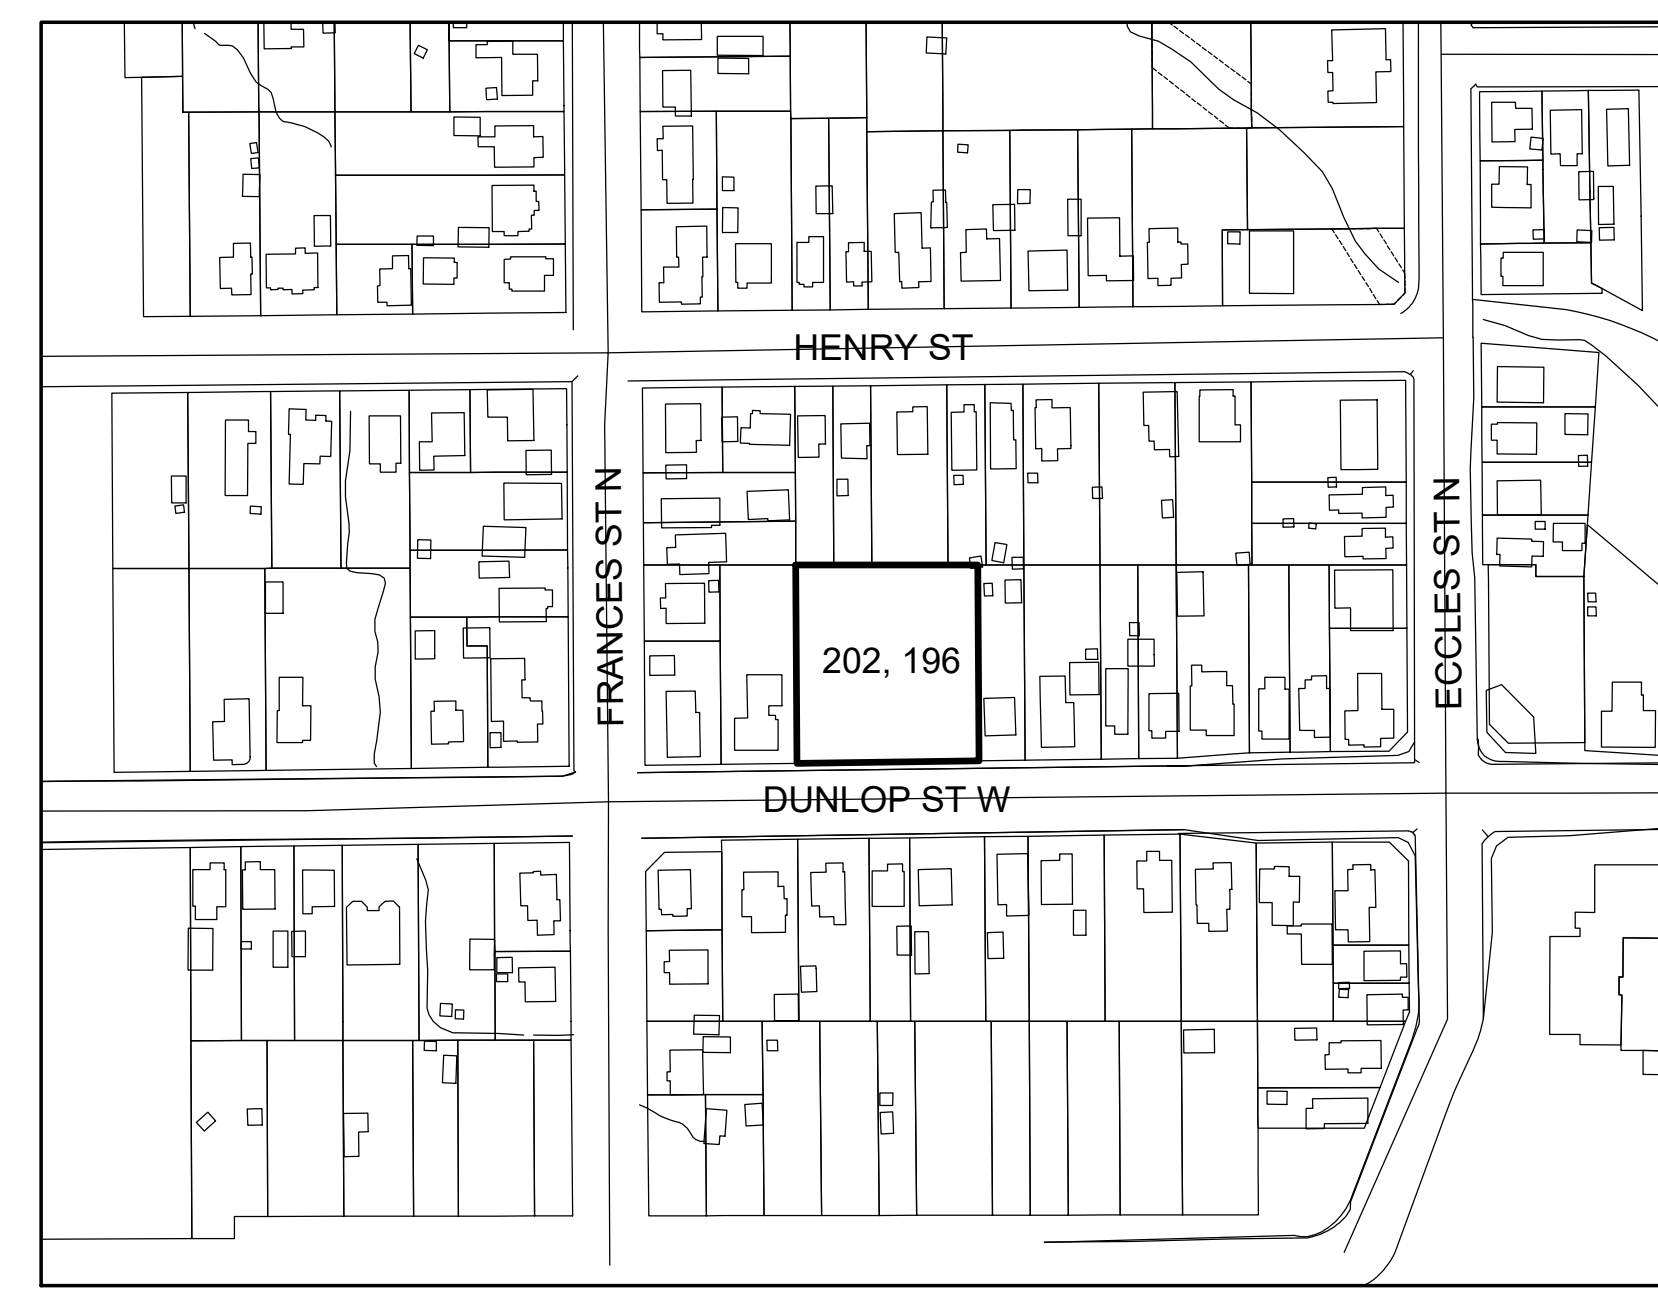 HENRY ST
FRANCES ST N
ECCLES ST N
202, 196
DUNLOP ST W